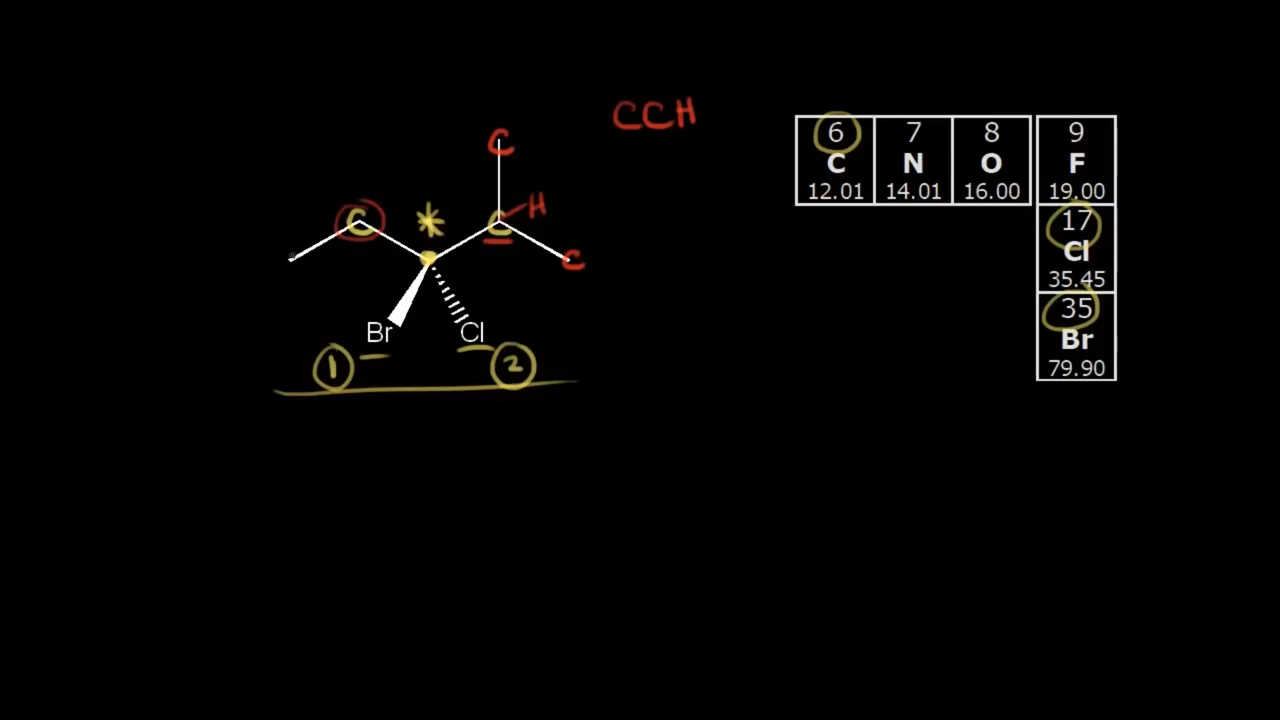 CCH
6 7 8 9
C N O F
12.01 14.01 16.00 19.00
C
H
C * C
17
Cl
C
35.45
35
Br Cl
Br
1 2
79.90